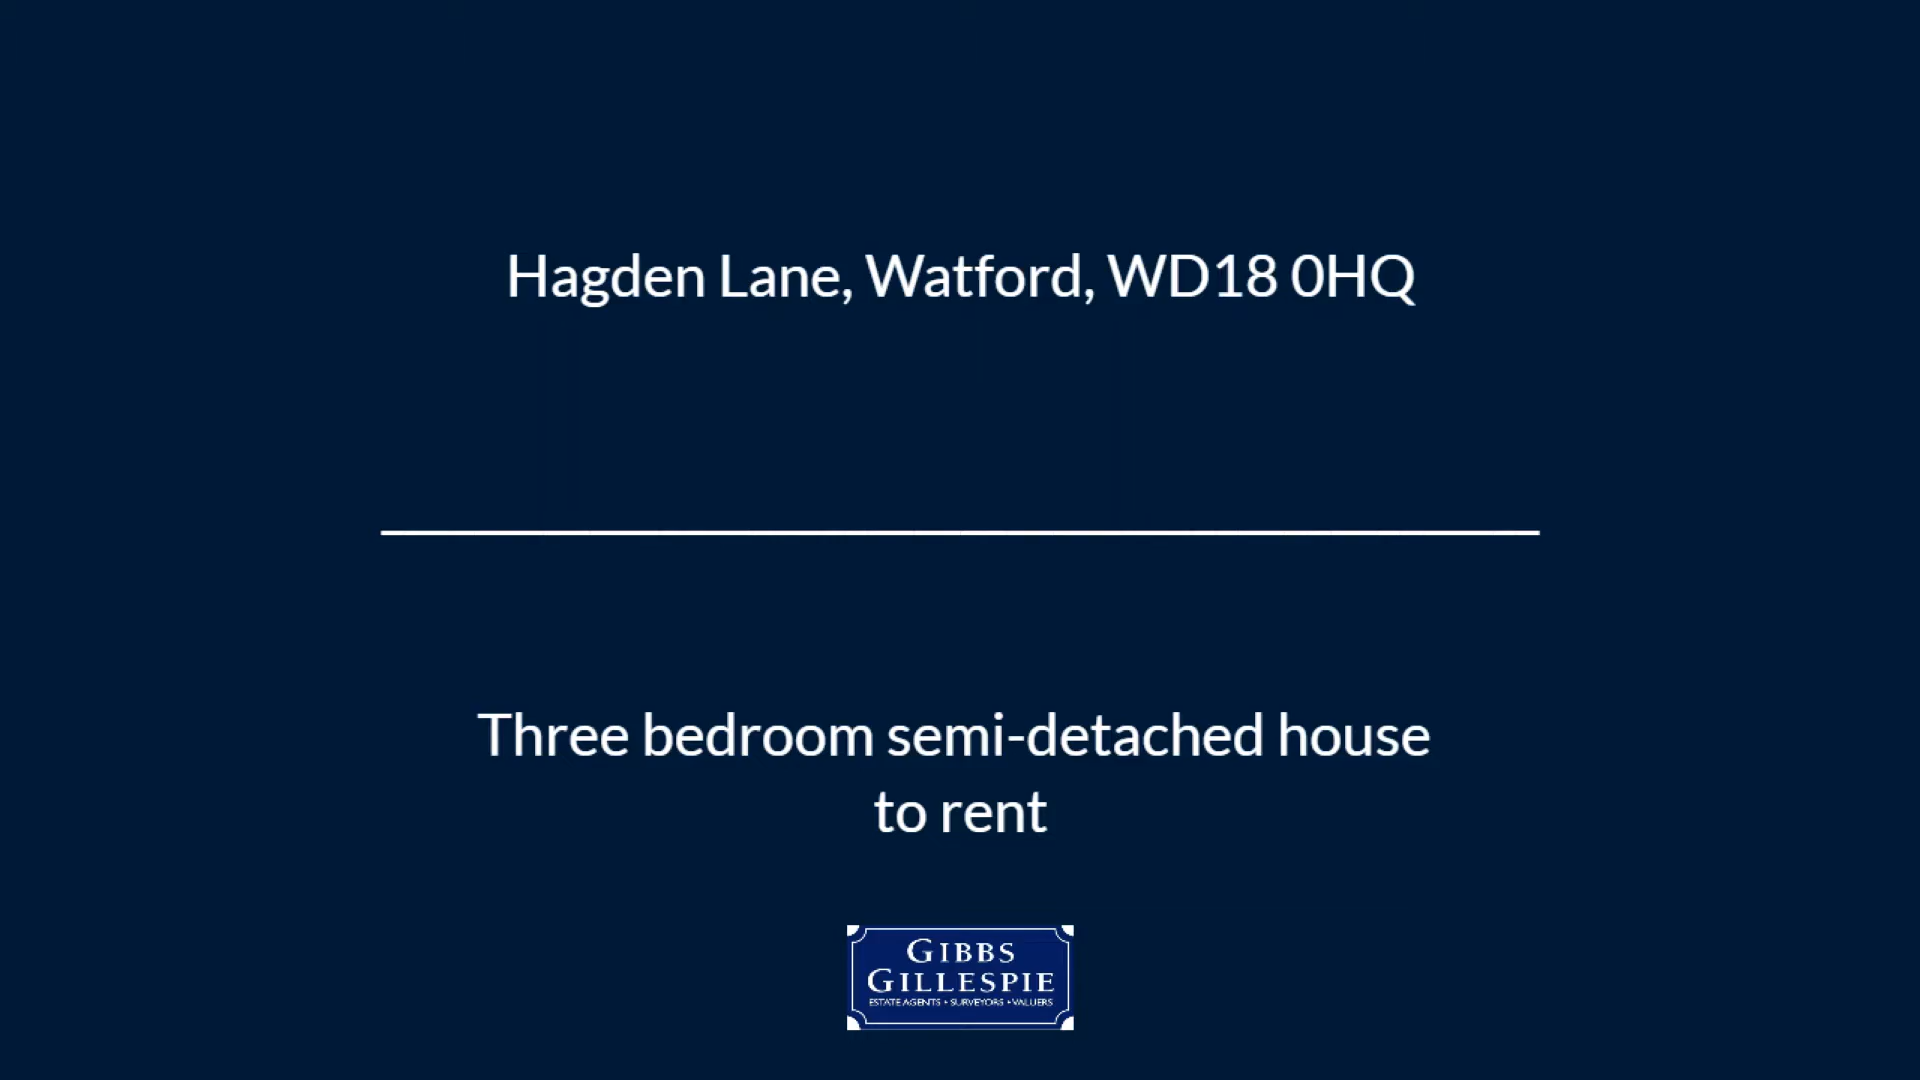 Hagden Lane, Watford, WD18 0HQ
Three bedroom semi-detached house
to rent
GIBBS
GILLESPIE
ESTATE AGENTS • SURVEYORS • VALUERS